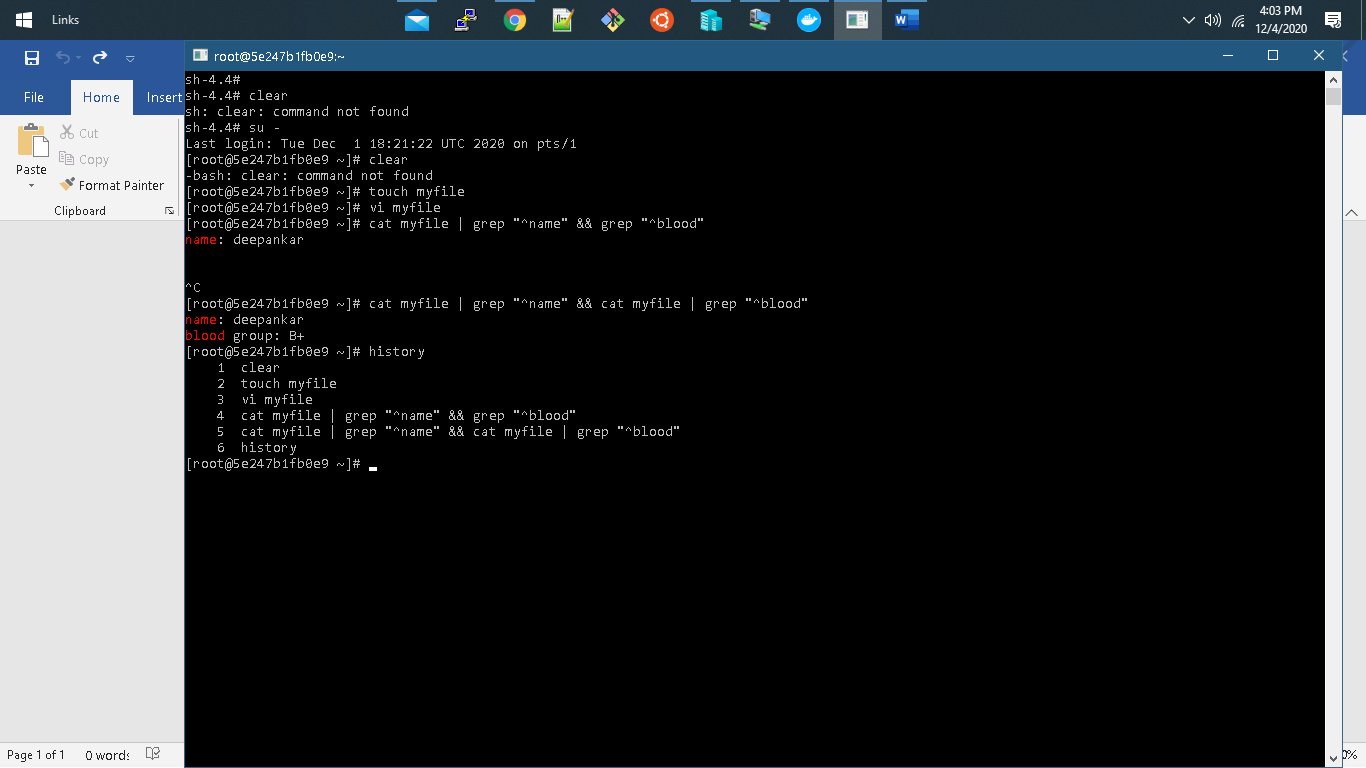 Links
4:03 PM
12/4/2020
root@5e247b1fb0e9:~
File Home Insert
Cut
Copy
Paste
Format Painter
Clipboard
sh-4.4#
sh-4.4# clear
sh: clear: command not found
sh-4.4# su -
Last login: Tue Dec  1 18:21:22 UTC 2020 on pts/1
[root@5e247b1fb0e9 ~]# clear
-bash: clear: command not found
[root@5e247b1fb0e9 ~]# touch myfile
[root@5e247b1fb0e9 ~]# vi myfile
[root@5e247b1fb0e9 ~]# cat myfile | grep "^name" && grep "^blood"
name: deepankar
^C
[root@5e247b1fb0e9 ~]# cat myfile | grep "^name" && cat myfile | grep "^blood"
name: deepankar
blood group: B+
[root@5e247b1fb0e9 ~]# history
1  clear
2  touch myfile
3  vi myfile
4  cat myfile | grep "^name" && grep "^blood"
5  cat myfile | grep "^name" && cat myfile | grep "^blood"
6  history
[root@5e247b1fb0e9 ~]#
Page 1 of 1 0 words
0%